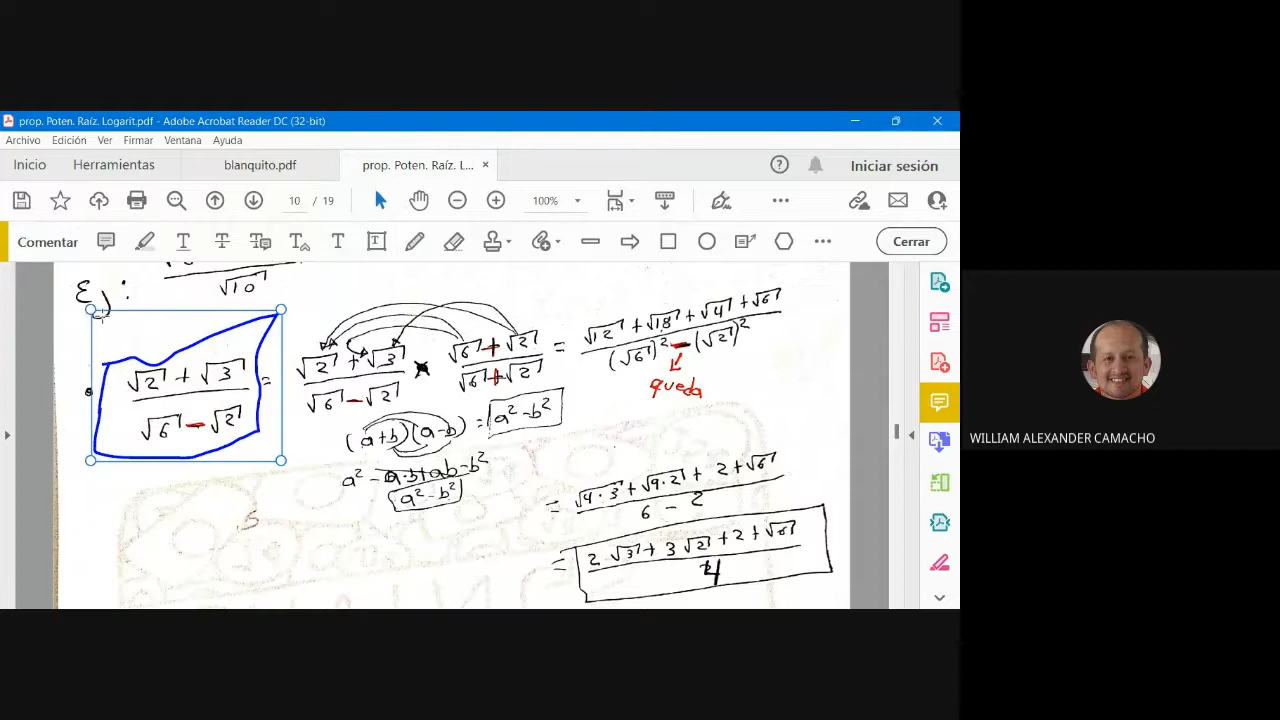 prop. Poten. Raíz. Logarit.pdf - Adobe Acrobat Reader DC (32-bit)
Archivo Edición Ver Firmar Ventana Ayuda
Inicio Herramientas blanquito.pdf prop. Poten. Raíz. L... × Iniciar sesión
10 / 19 100%
Comentar Cerrar
√10
Ej:
(√2 + √3)/(√6 - √2) = (√2 + √3)/(√6 - √2) × (√6 + √2)/(√6 + √2) = (√12 + √18 + √4 + √6)/((√6)² - (√2)²)
queda
(a+b)(a-b) = a² - b²
a² - a·b + ab - b²
a² - b²
= (√4·3 + √9·2 + 2 + √6)/(6 - 2)
= (2√3 + 3√2 + 2 + √6)/4
WILLIAM ALEXANDER CAMACHO